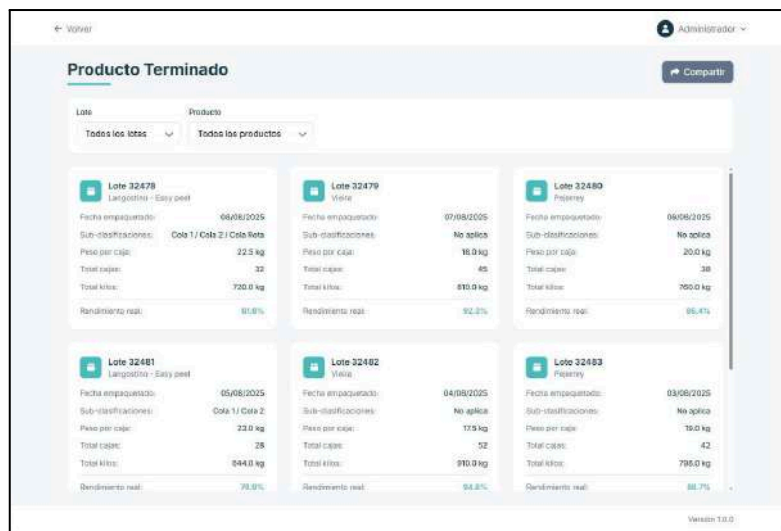 ← Volver
Administrador
Producto Terminado
Compartir
Lote
Producto
Todos los lotes
Todos los productos
Lote 32478
Langostino - Easy peel
Fecha empaquetado: 08/08/2025
Sub-clasificaciones: Cola 1 / Cola 2 / Cola Rota
Peso por caja: 22.5 kg
Total cajas: 32
Total kilos: 720.0 kg
Rendimiento real:
Lote 32479
Vieira
Fecha empaquetado: 07/08/2025
Sub-clasificaciones: No aplica
Peso por caja: 18.0 kg
Total cajas: 45
Total kilos: 810.0 kg
Rendimiento real:
Lote 32480
Pejerrey
Fecha empaquetado: 06/08/2025
Sub-clasificaciones: No aplica
Peso por caja: 20.0 kg
Total cajas: 38
Total kilos: 760.0 kg
Rendimiento real:
Lote 32481
Langostino - Easy peel
Fecha empaquetado: 05/08/2025
Sub-clasificaciones: Cola 1 / Cola 2
Peso por caja: 23.0 kg
Total cajas: 28
Total kilos: 644.0 kg
Rendimiento real:
Lote 32482
Vieira
Fecha empaquetado: 04/08/2025
Sub-clasificaciones: No aplica
Peso por caja: 17.5 kg
Total cajas: 52
Total kilos: 910.0 kg
Rendimiento real:
Lote 32483
Pejerrey
Fecha empaquetado: 03/08/2025
Sub-clasificaciones: No aplica
Peso por caja: 19.0 kg
Total cajas: 42
Total kilos: 798.0 kg
Rendimiento real:
Versión 1.0.0